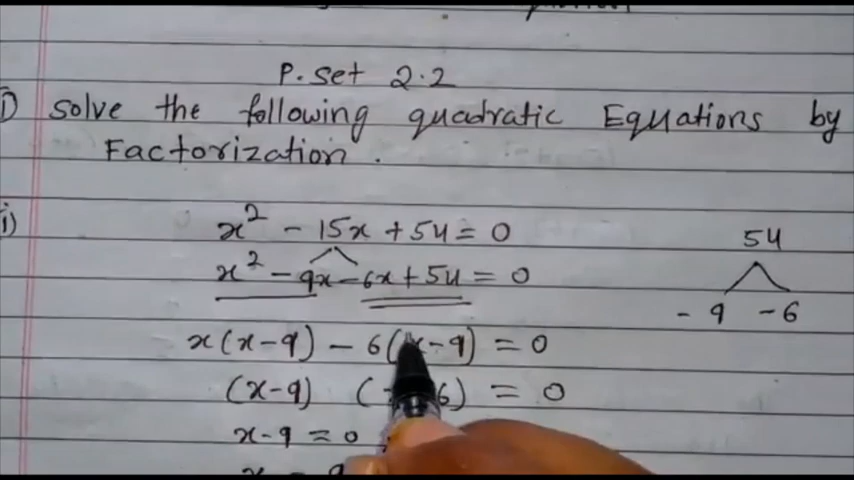 P. set 2.2
1) solve the following quadratic Equations by
Factorization.
i) x² - 15x + 54 = 0
54
x² - 9x - 6x + 54 = 0
- 9 - 6
x(x-9) - 6(x-9) = 0
(x-9) ( 6) = 0
x-9 = 0